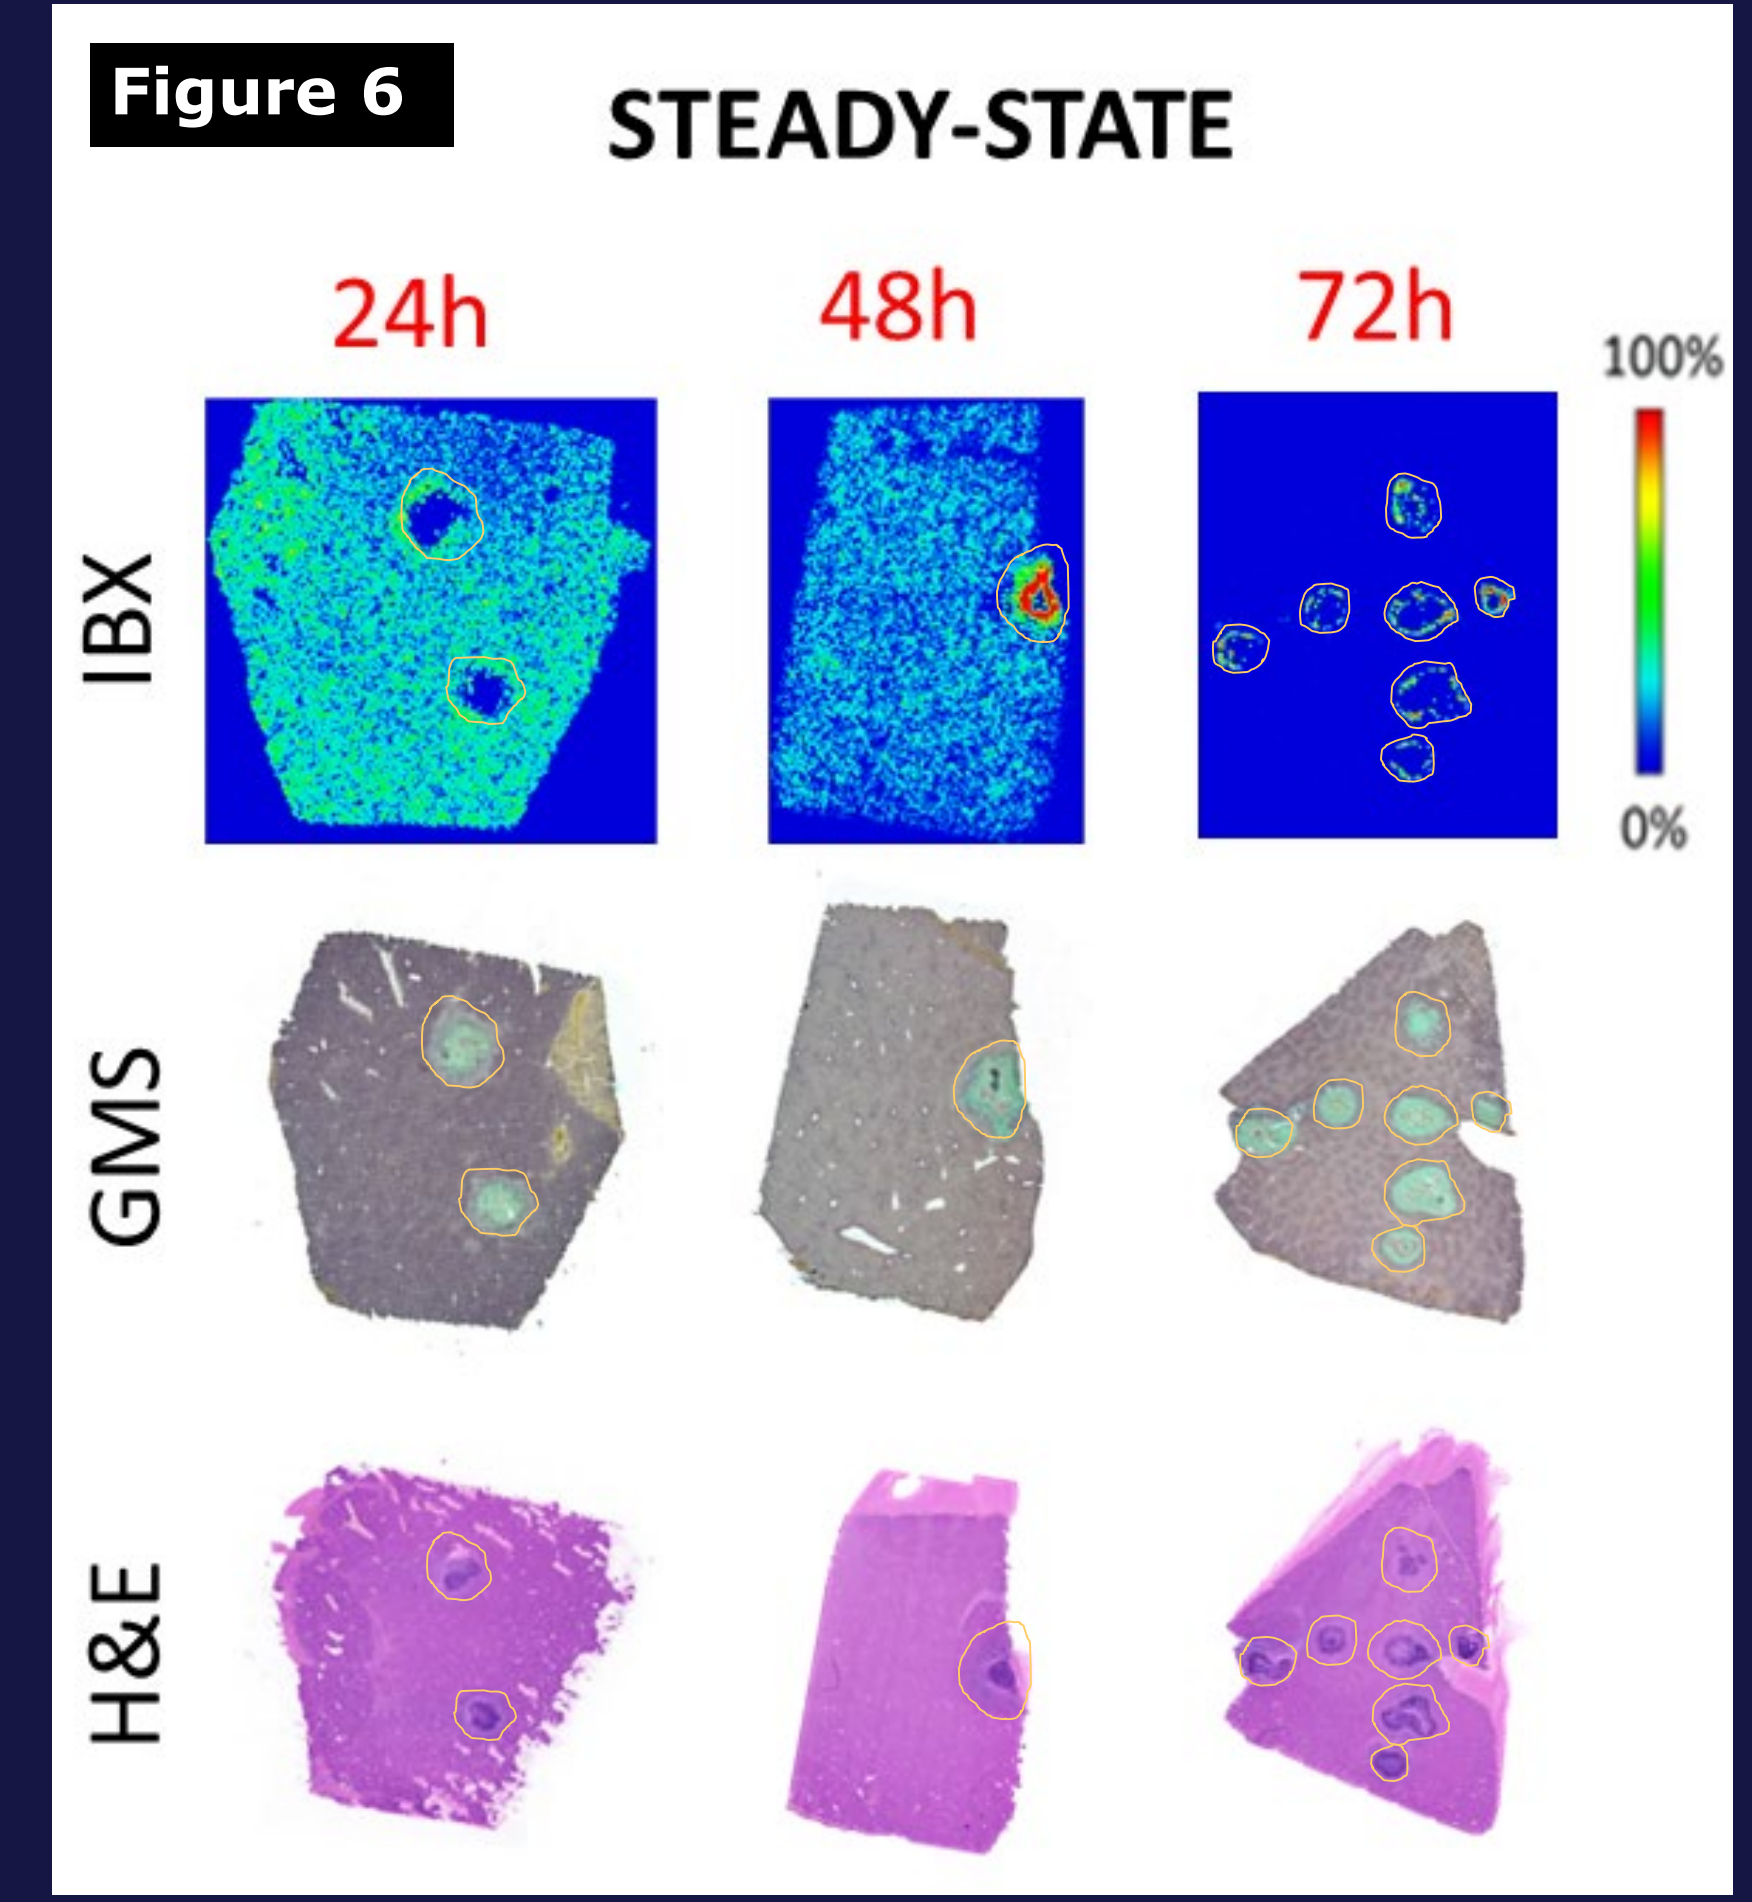 Figure 6
STEADY-STATE
24h
48h
72h
100%
0%
IBX
GMS
H&E